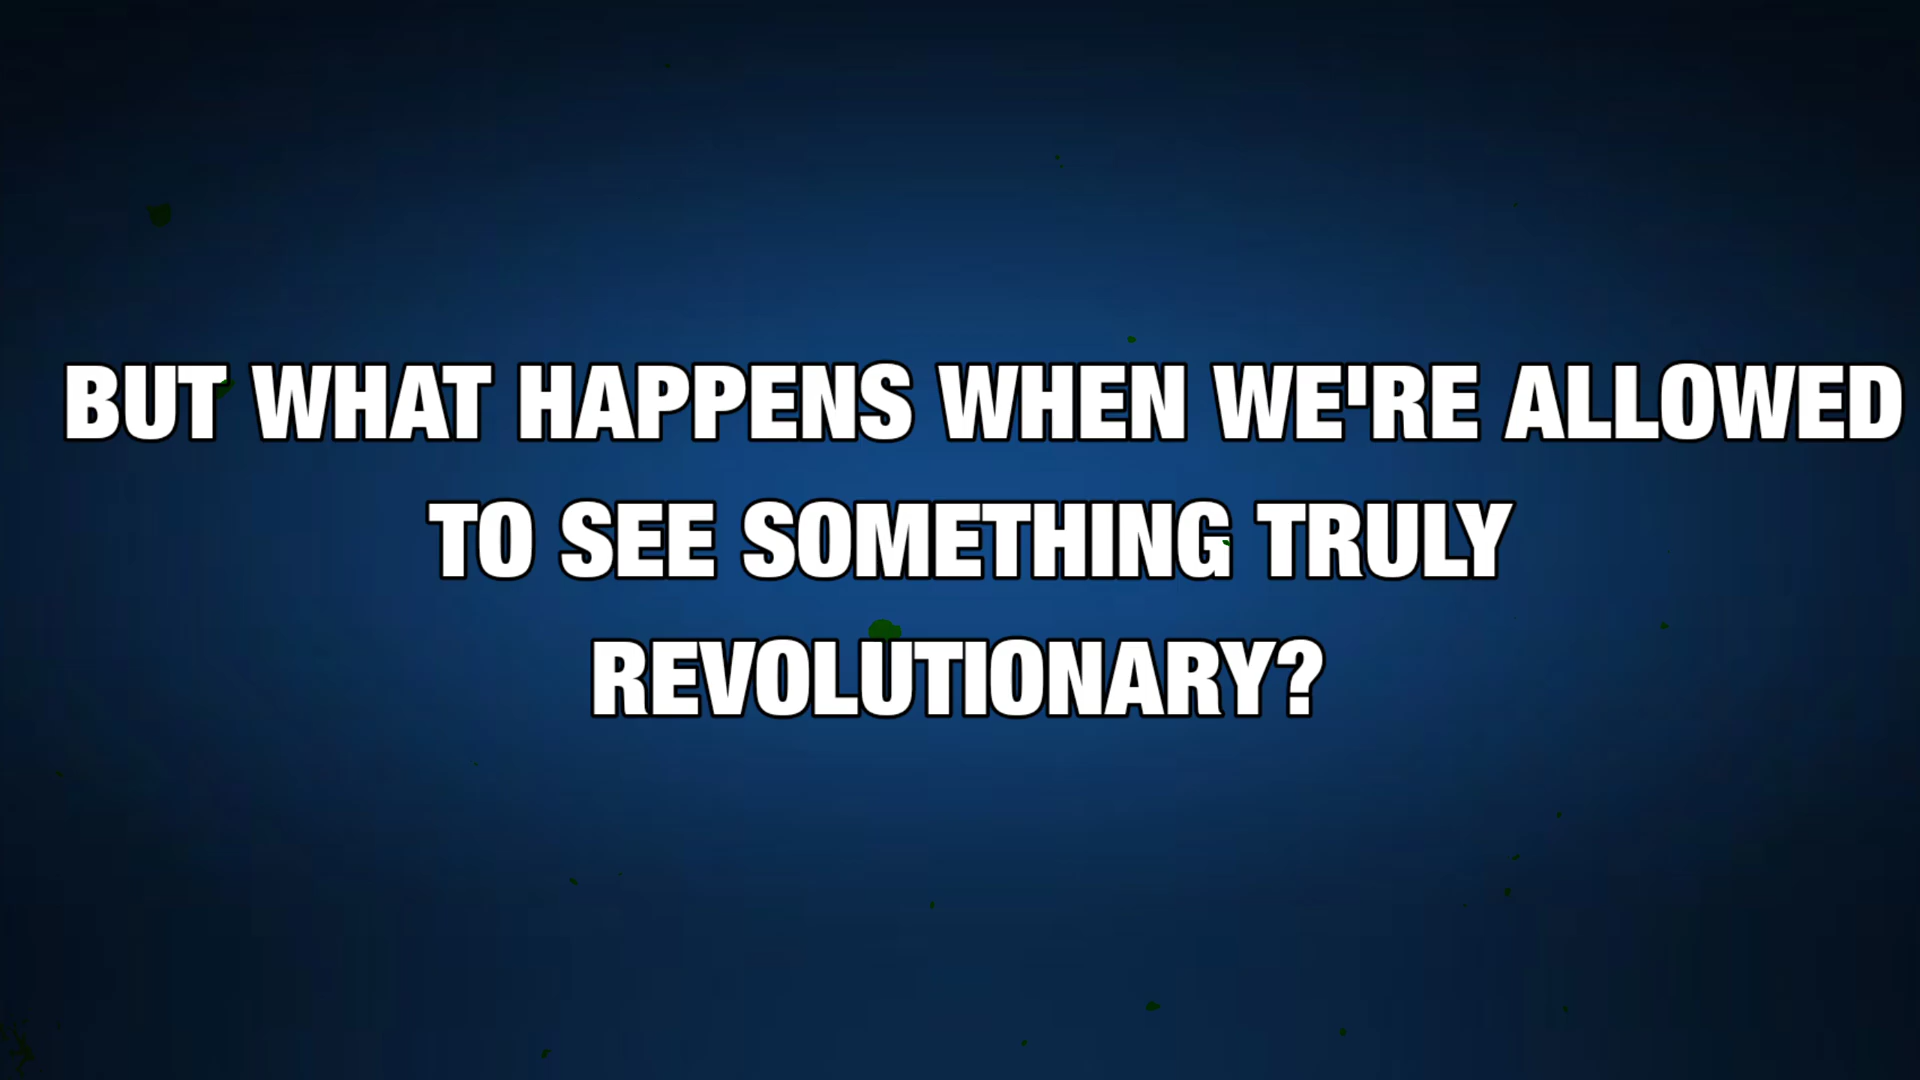 BUT WHAT HAPPENS WHEN WE'RE ALLOWED
TO SEE SOMETHING TRULY
REVOLUTIONARY?